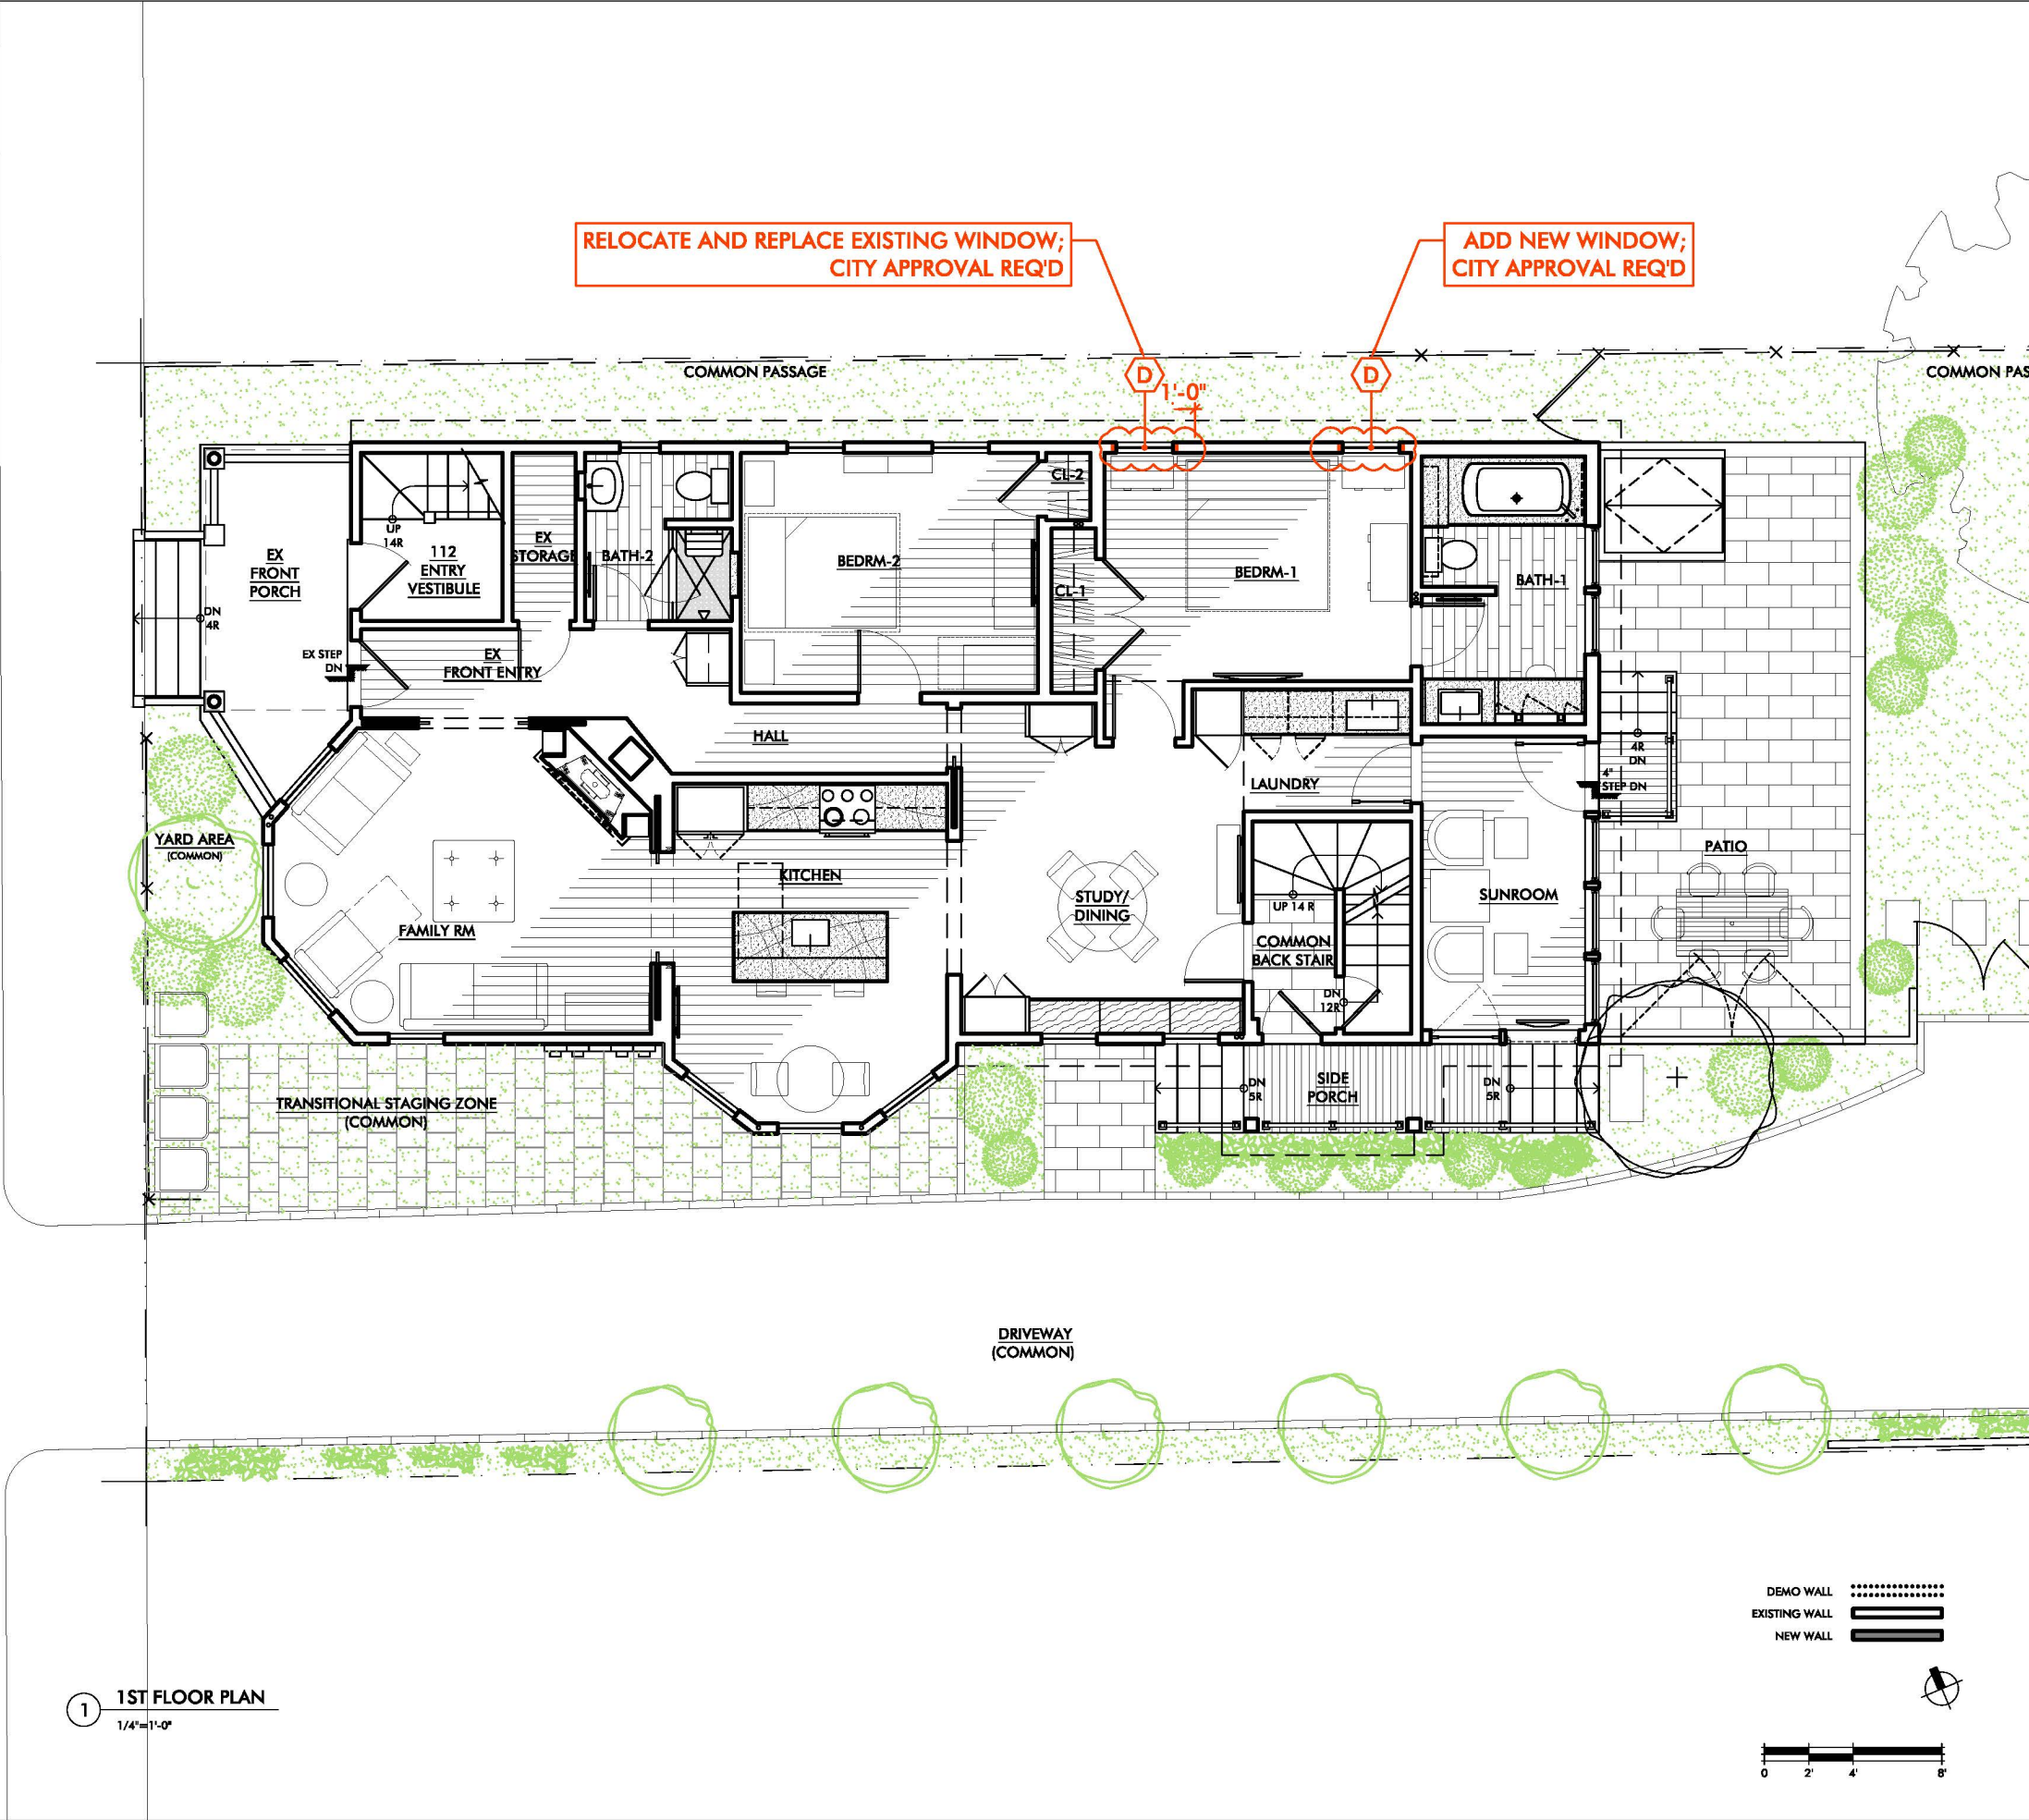 RELOCATE AND REPLACE EXISTING WINDOW;
CITY APPROVAL REQ'D
ADD NEW WINDOW;
CITY APPROVAL REQ'D
COMMON PASSAGE
D
1'-0"
D
COMMON PAS
CL-2
UP
14R
112
ENTRY
VESTIBULE
EX
STORAGE
BATH-2
BEDRM-2
CL-1
BEDRM-1
BATH-1
EX
FRONT
PORCH
DN
4R
EX STEP
DN
EX
FRONT ENTRY
HALL
LAUNDRY
4R
DN
4"
STEP DN
YARD AREA
(COMMON)
FAMILY RM
KITCHEN
STUDY/
DINING
UP 14 R
COMMON
BACK STAIR
DN
12R
SUNROOM
PATIO
TRANSITIONAL STAGING ZONE
(COMMON)
DN
5R
SIDE
PORCH
DN
5R
DRIVEWAY
(COMMON)
DEMO WALL
EXISTING WALL
NEW WALL
1
1ST FLOOR PLAN
1/4"=1'-0"
0 2' 4' 8'